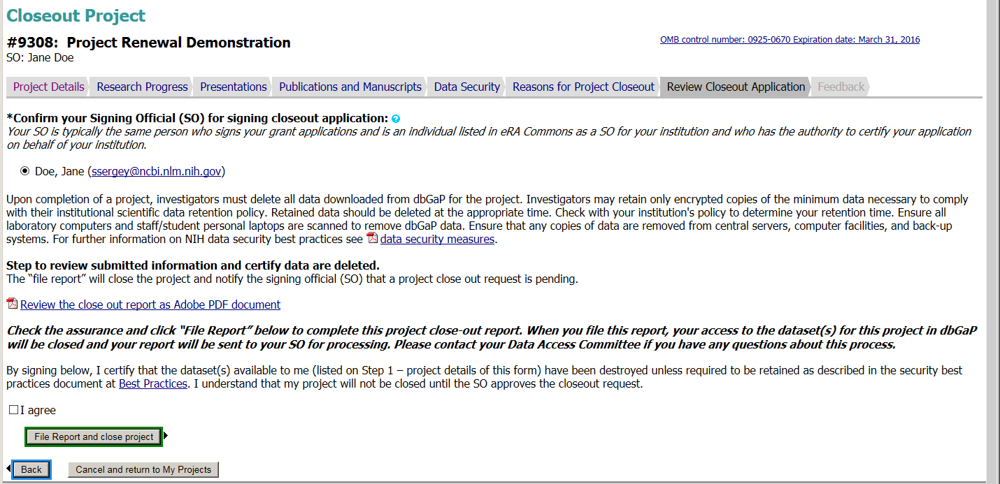 Closeout Project
#9308:  Project Renewal Demonstration
OMB control number: 0925-0670 Expiration date: March 31, 2016
SO: Jane Doe
Project Details
Research Progress
Presentations
Publications and Manuscripts
Data Security
Reasons for Project Closeout
Review Closeout Application
Feedback
*Confirm your Signing Official (SO) for signing closeout application: ?
Your SO is typically the same person who signs your grant applications and is an individual listed in eRA Commons as a SO for your institution and who has the authority to certify your application
on behalf of your institution.
Doe, Jane (ssergey@ncbi.nlm.nih.gov)
Upon completion of a project, investigators must delete all data downloaded from dbGaP for the project. Investigators may retain only encrypted copies of the minimum data necessary to comply
with their institutional scientific data retention policy. Retained data should be deleted at the appropriate time. Check with your institution's policy to determine your retention time. Ensure all
laboratory computers and staff/student personal laptops are scanned to remove dbGaP data. Ensure that any copies of data are removed from central servers, computer facilities, and back-up
systems. For further information on NIH data security best practices see data security measures.
Step to review submitted information and certify data are deleted.
The “file report” will close the project and notify the signing official (SO) that a project close out request is pending.
Review the close out report as Adobe PDF document
Check the assurance and click “File Report” below to complete this project close-out report. When you file this report, your access to the dataset(s) for this project in dbGaP
will be closed and your report will be sent to your SO for processing. Please contact your Data Access Committee if you have any questions about this process.
By signing below, I certify that the dataset(s) available to me (listed on Step 1 – project details of this form) have been destroyed unless required to be retained as described in the security best
practices document at Best Practices. I understand that my project will not be closed until the SO approves the closeout request.
I agree
File Report and close project
Back
Cancel and return to My Projects